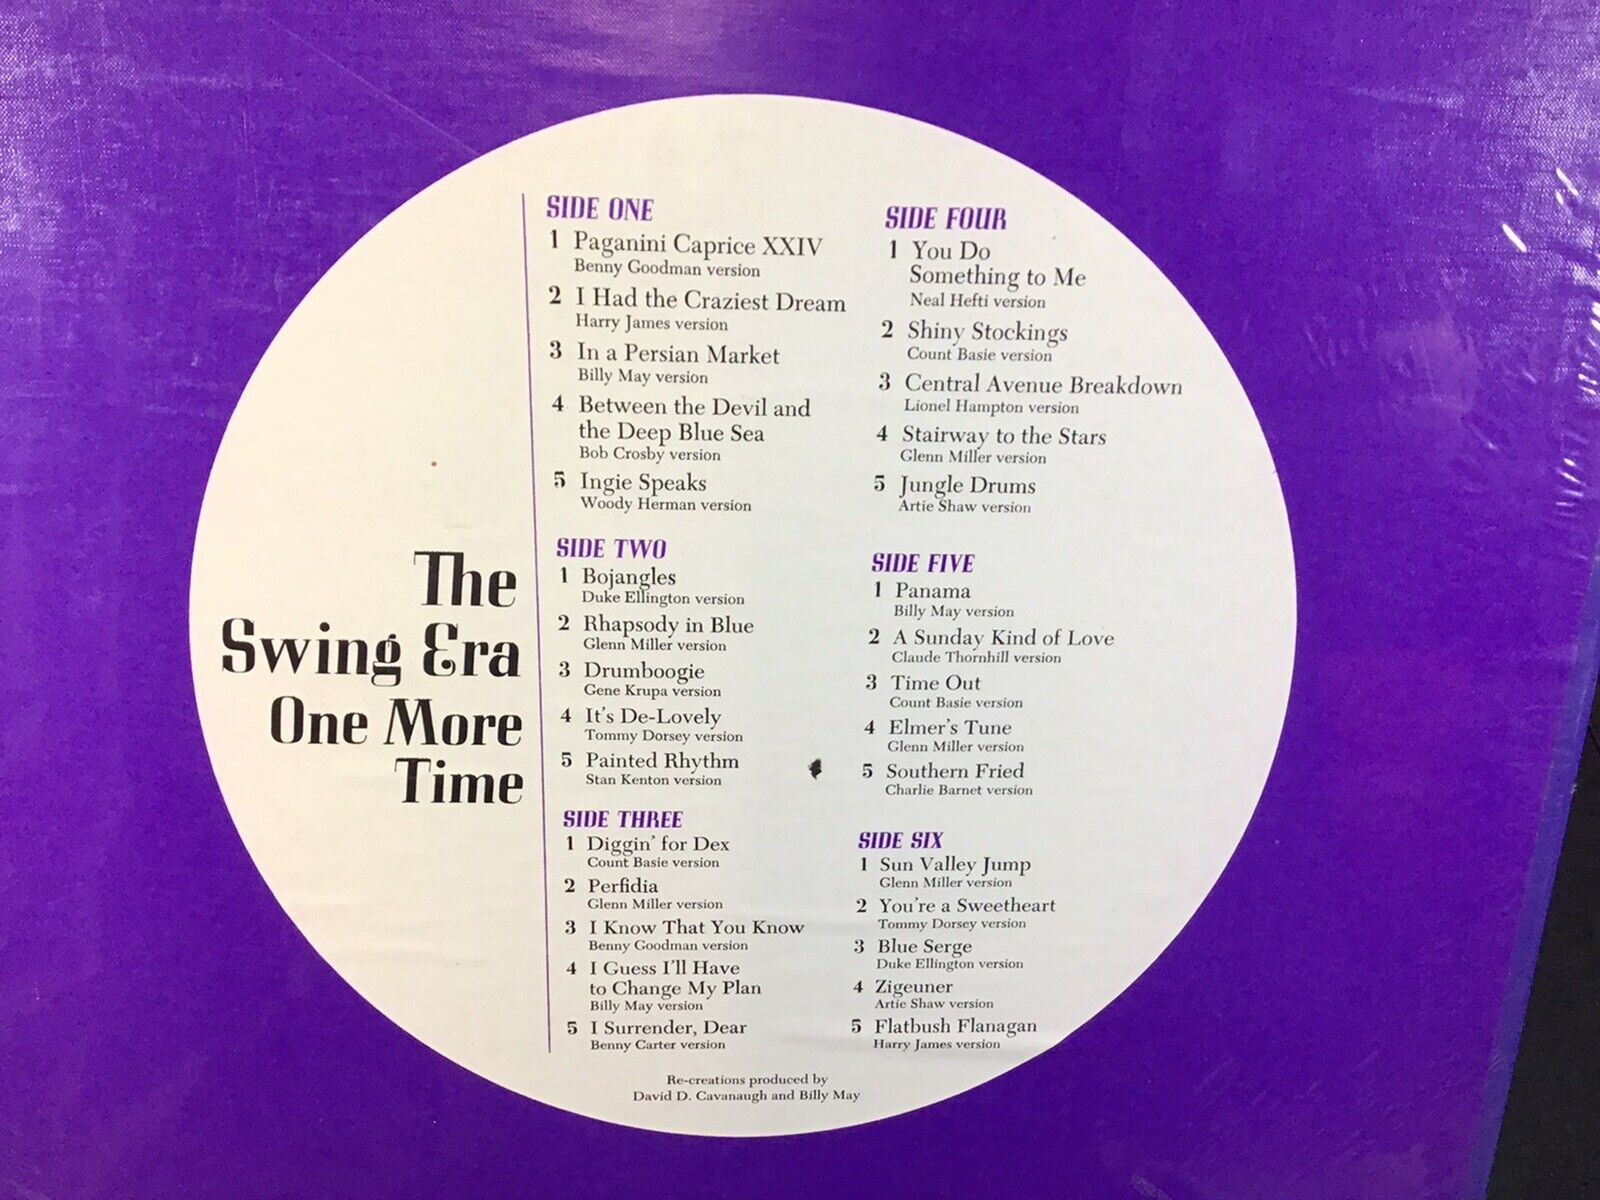 The
Swing Era
One More
Time
SIDE ONE
1 Paganini Caprice XXIV
Benny Goodman version
2 I Had the Craziest Dream
Harry James version
3 In a Persian Market
Billy May version
4 Between the Devil and
the Deep Blue Sea
Bob Crosby version
5 Ingie Speaks
Woody Herman version
SIDE TWO
1 Bojangles
Duke Ellington version
2 Rhapsody in Blue
Glenn Miller version
3 Drumboogie
Gene Krupa version
4 It's De-Lovely
Tommy Dorsey version
5 Painted Rhythm
Stan Kenton version
SIDE THREE
1 Diggin' for Dex
Count Basie version
2 Perfidia
Glenn Miller version
3 I Know That You Know
Benny Goodman version
4 I Guess I'll Have
to Change My Plan
Billy May version
5 I Surrender, Dear
Benny Carter version
SIDE FOUR
1 You Do
Something to Me
Neal Hefti version
2 Shiny Stockings
Count Basie version
3 Central Avenue Breakdown
Lionel Hampton version
4 Stairway to the Stars
Glenn Miller version
5 Jungle Drums
Artie Shaw version
SIDE FIVE
1 Panama
Billy May version
2 A Sunday Kind of Love
Claude Thornhill version
3 Time Out
Count Basie version
4 Elmer's Tune
Glenn Miller version
5 Southern Fried
Charlie Barnet version
SIDE SIX
1 Sun Valley Jump
Glenn Miller version
2 You're a Sweetheart
Tommy Dorsey version
3 Blue Serge
Duke Ellington version
4 Zigeuner
Artie Shaw version
5 Flatbush Flanagan
Harry James version
Re-creations produced by
David D. Cavanaugh and Billy May